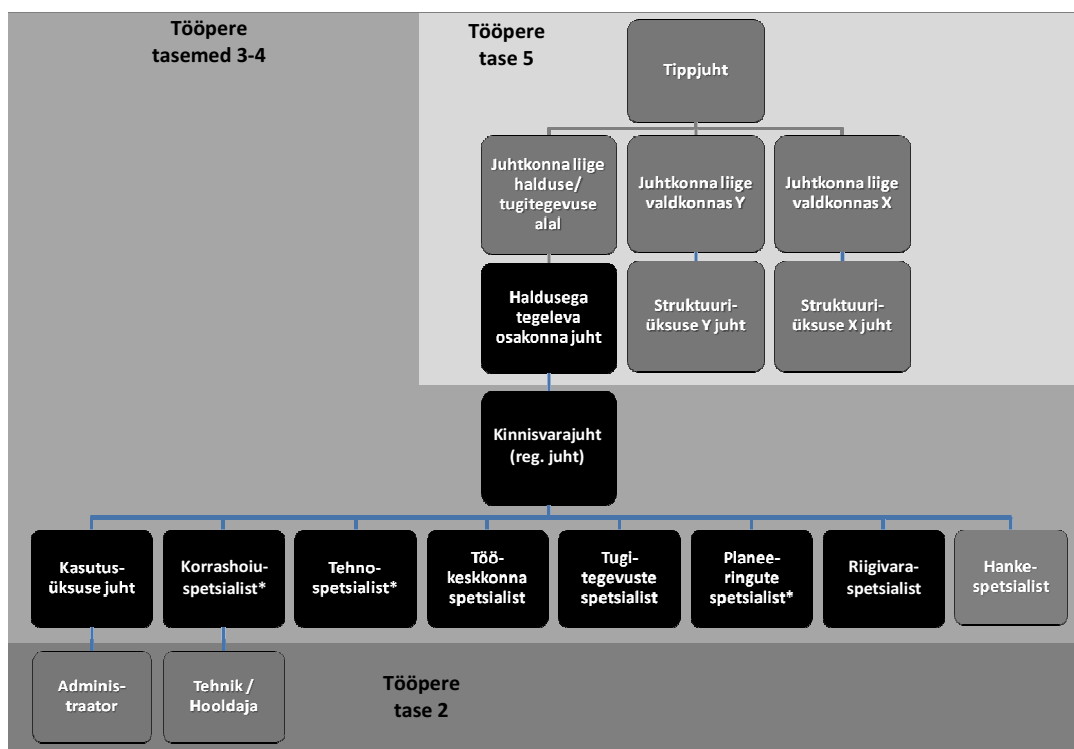 Tööpere
tasemed 3-4
Tööpere
tase 5
Tippjuht
Juhtkonna liige
halduse/
tugitegevuse
alal
Juhtkonna liige
valdkonnas Y
Juhtkonna liige
valdkonnas X
Haldusega
tegeleva
osakonna juht
Struktuuri-
üksuse Y juht
Struktuuri-
üksuse X juht
Kinnisvarajuht
(reg. juht)
Kasutus-
üksuse juht
Korrashoiu-
spetsialist*
Tehno-
spetsialist*
Töö-
keskkonna
spetsialist
Tugi-
tegevuste
spetsialist
Planee-
ringute
spetsialist*
Riigivara-
spetsialist
Hanke-
spetsialist
Adminis-
traator
Tehnik /
Hooldaja
Tööpere
tase 2